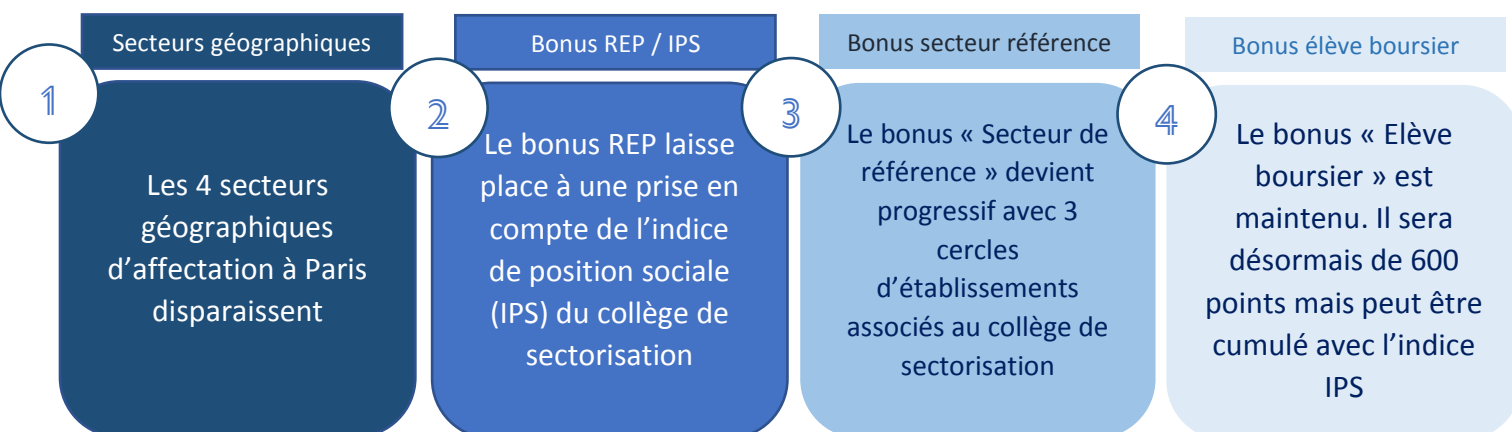 Secteurs géographiques
1
Les 4 secteurs
géographiques
d’affectation à Paris
disparaissent
Bonus REP / IPS
2
Le bonus REP laisse
place à une prise en
compte de l’indice
de position sociale
(IPS) du collège de
sectorisation
Bonus secteur référence
3
Le bonus « Secteur de
référence » devient
progressif avec 3
cercles
d’établissements
associés au collège de
sectorisation
Bonus élève boursier
4
Le bonus « Elève
boursier » est
maintenu. Il sera
désormais de 600
points mais peut être
cumulé avec l’indice
IPS